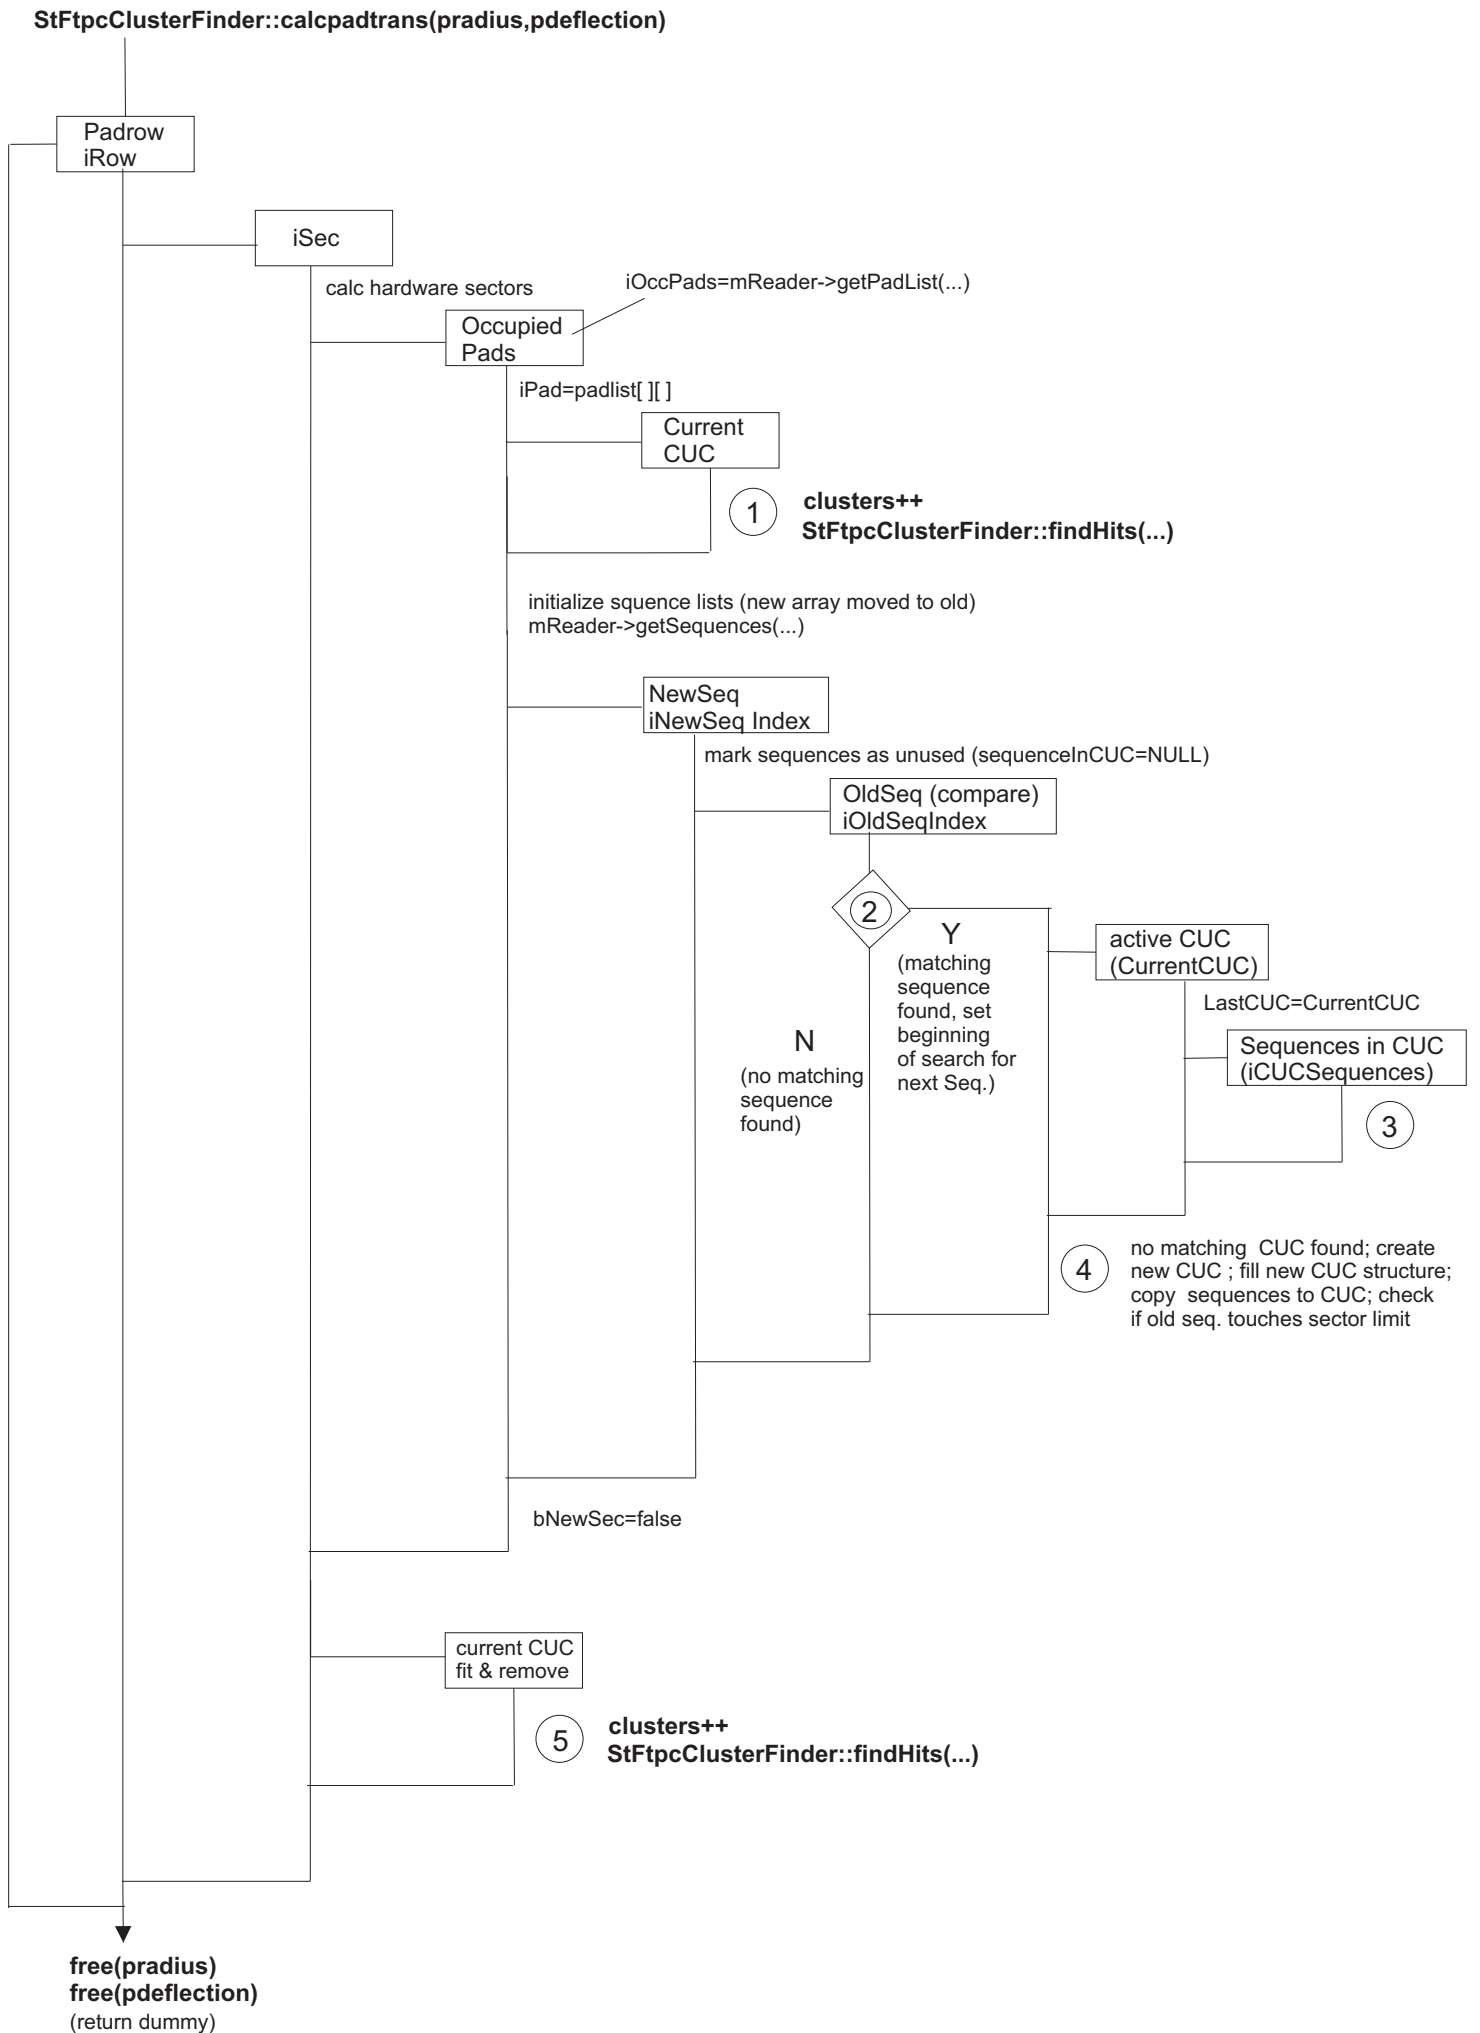 StFtpcClusterFinder::calcpadtrans(pradius,pdeflection)
Padrow
iRow
iSec
calc hardware sectors
iOccPads=mReader->getPadList(...)
Occupied
Pads
iPad=padlist[ ][ ]
Current
CUC
1
clusters++
StFtpcClusterFinder::findHits(...)
initialize squence lists (new array moved to old)
mReader->getSequences(...)
NewSeq
iNewSeq Index
mark sequences as unused (sequenceInCUC=NULL)
OldSeq (compare)
iOldSeqIndex
2
Y
(matching
sequence
found, set
beginning
of search for
next Seq.)
active CUC
(CurrentCUC)
LastCUC=CurrentCUC
N
(no matching
sequence
found)
Sequences in CUC
(iCUCSequences)
3
4
no matching  CUC found; create
new CUC ; fill new CUC structure;
copy  sequences to CUC; check
if old seq. touches sector limit
bNewSec=false
current CUC
fit & remove
5
clusters++
StFtpcClusterFinder::findHits(...)
free(pradius)
free(pdeflection)
(return dummy)